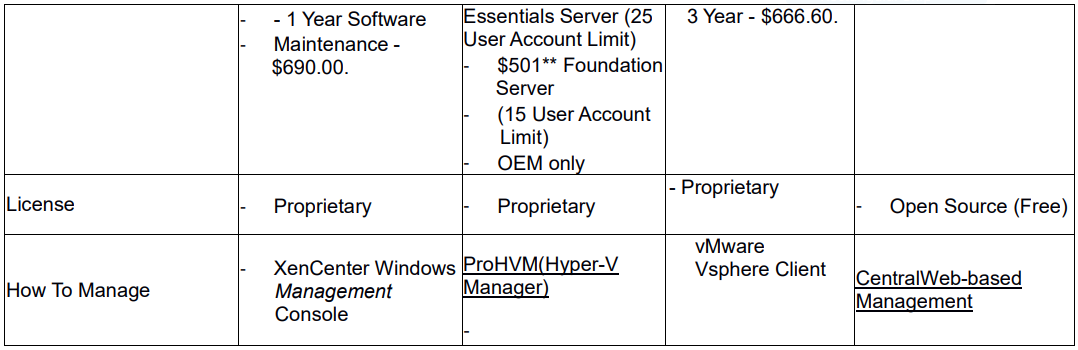 - - 1 Year Software
- Maintenance -
$690.00.
Essentials Server (25
User Account Limit)
- $501** Foundation
Server
- (15 User Account
Limit)
- OEM only
3 Year - $666.60.
License
- Proprietary
- Proprietary
- Proprietary
- Open Source (Free)
How To Manage
- XenCenter Windows
Management
Console
ProHVM(Hyper-V
Manager)
-
vMware
Vsphere Client
CentralWeb-based
Management